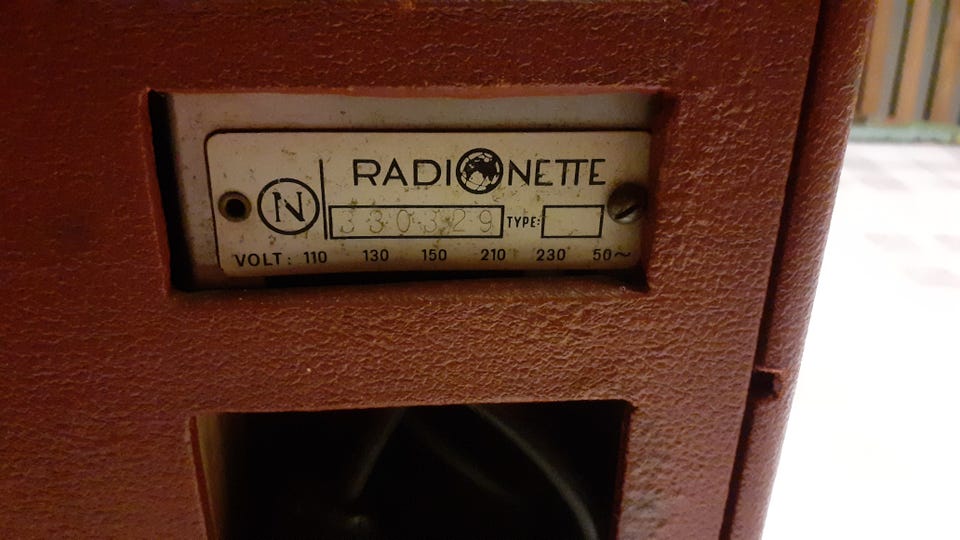 RADIONETTE
N
330329 TYPE:
VOLT: 110 130 150 210 230 50~